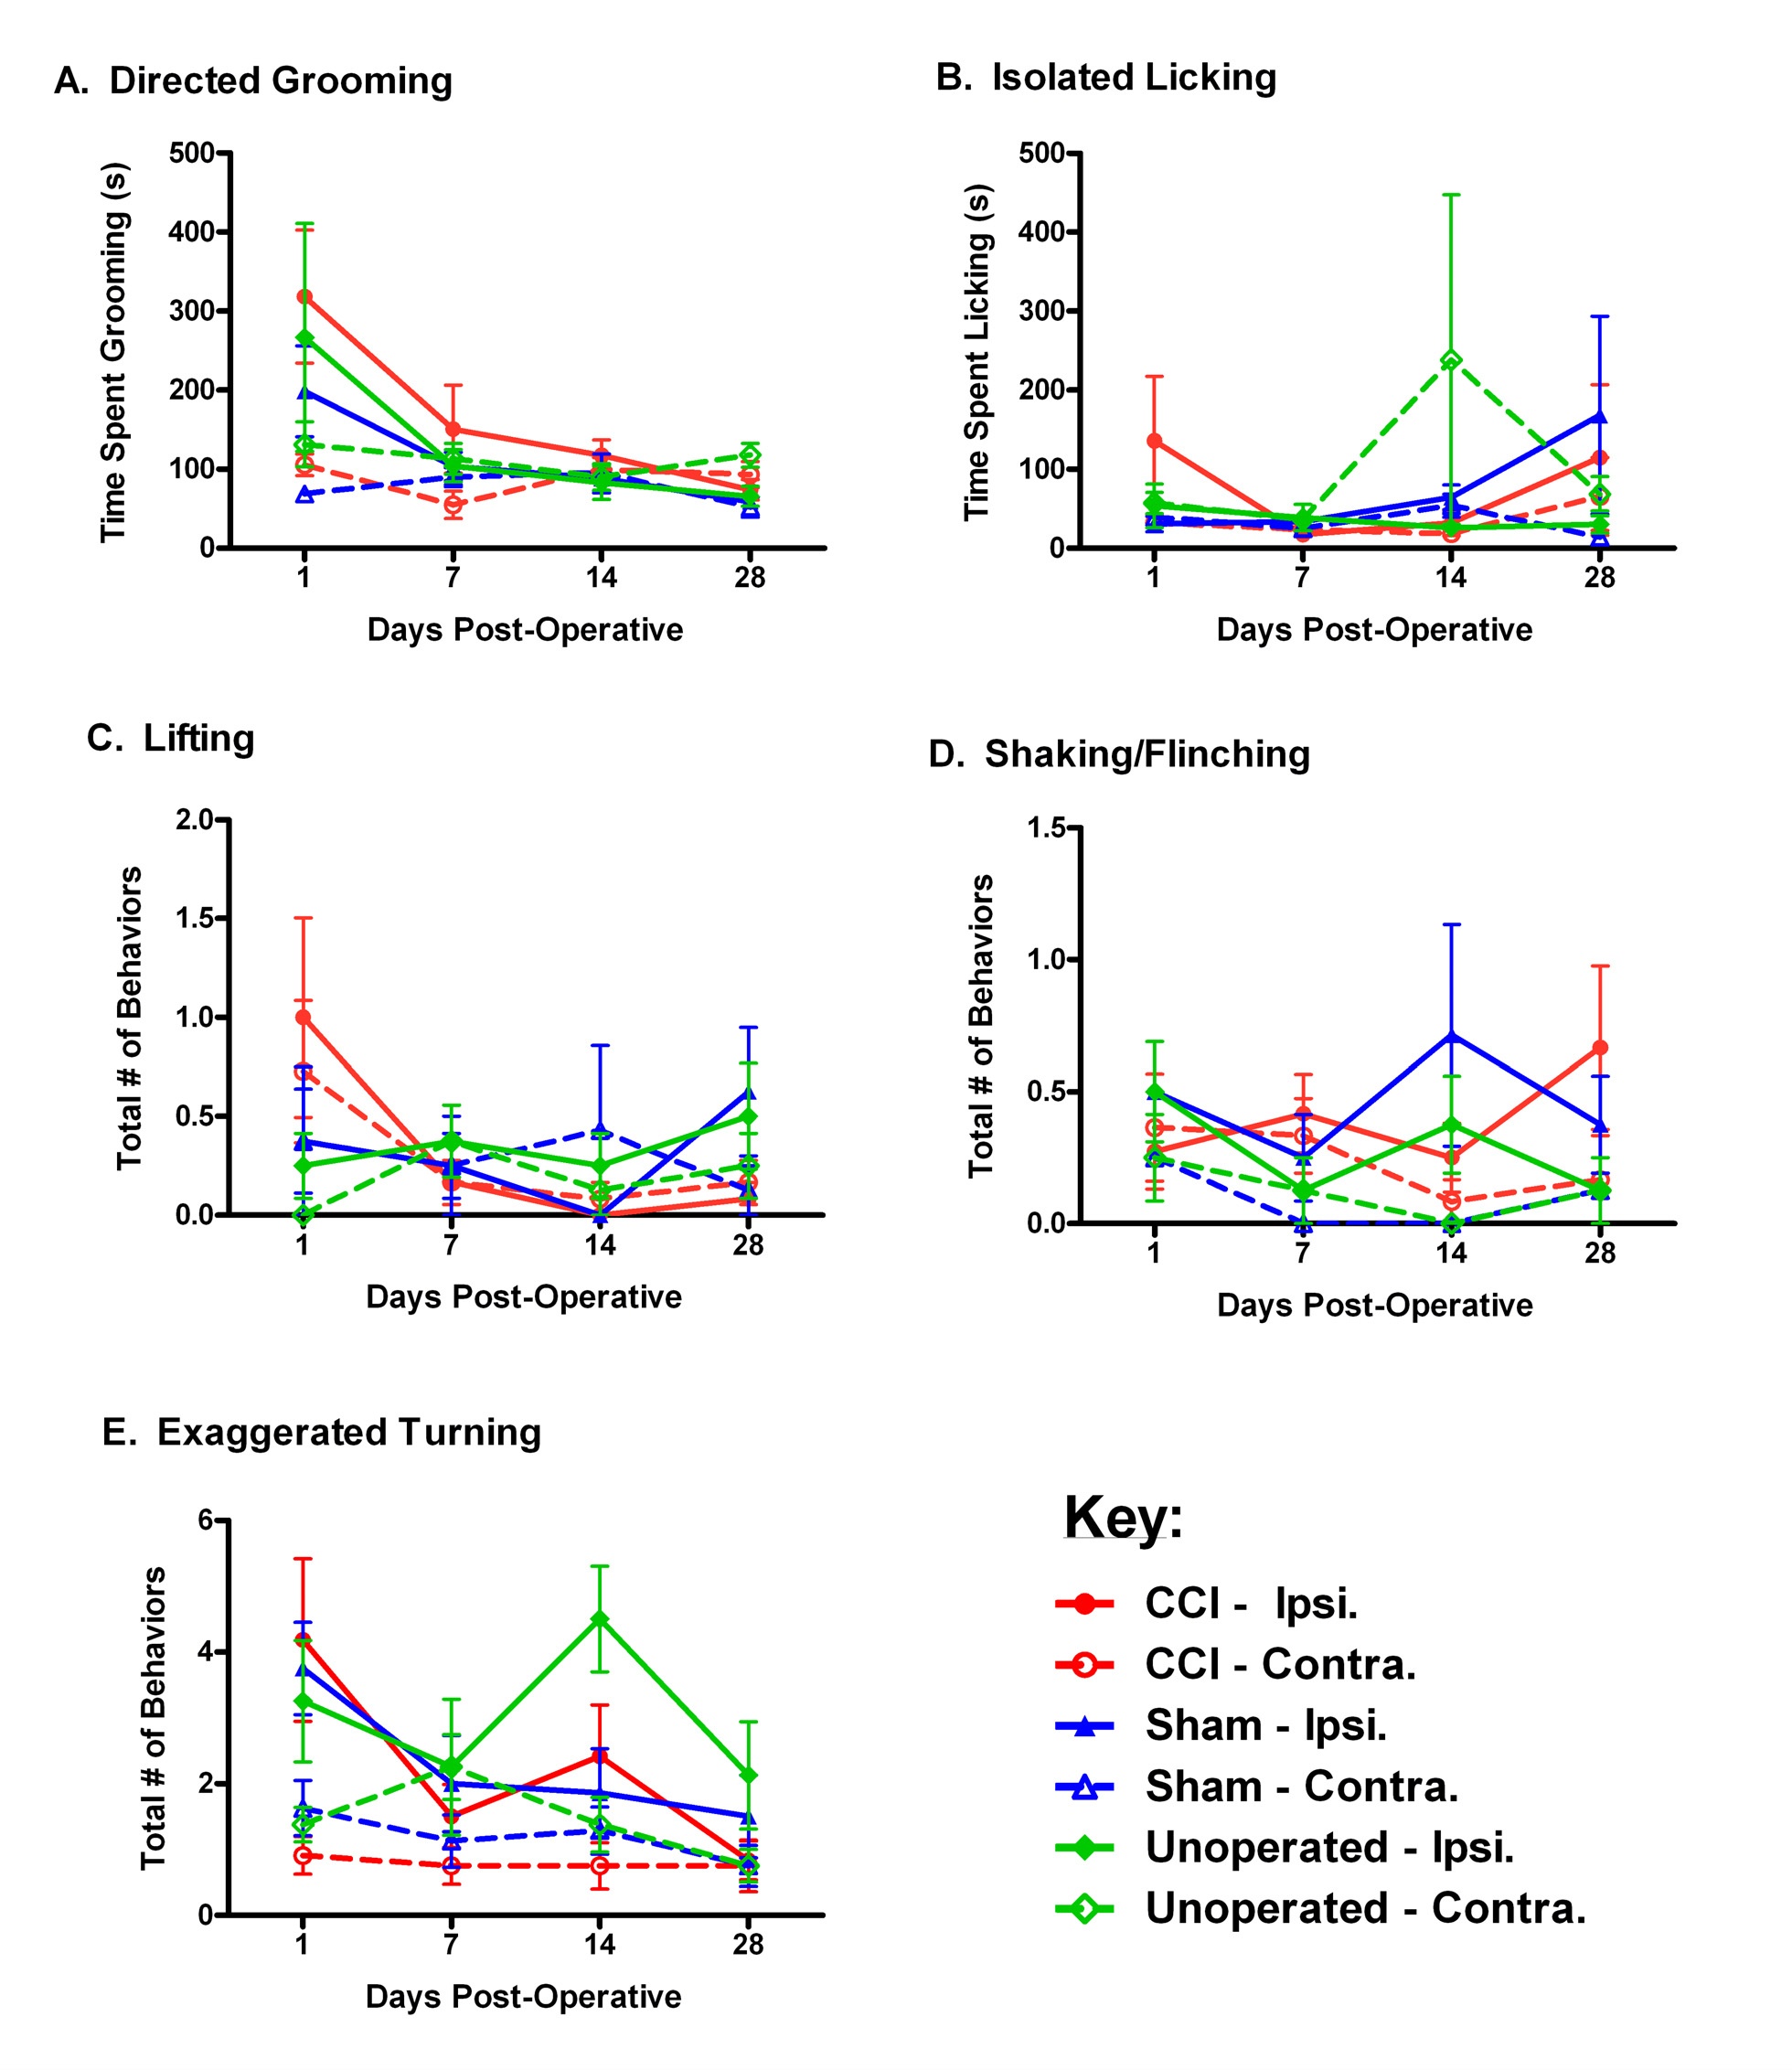 A. Directed Grooming
Time Spent Grooming (s)
500
400
300
200
100
0
1 7 14 28
Days Post-Operative
B. Isolated Licking
Time Spent Licking (s)
500
400
300
200
100
0
1 7 14 28
Days Post-Operative
C. Lifting
Total # of Behaviors
2.0
1.5
1.0
0.5
0.0
1 7 14 28
Days Post-Operative
D. Shaking/Flinching
Total # of Behaviors
1.5
1.0
0.5
0.0
1 7 14 28
Days Post-Operative
E. Exaggerated Turning
Total # of Behaviors
6
4
2
0
1 7 14 28
Days Post-Operative
Key:
CCI - Ipsi.
CCI - Contra.
Sham - Ipsi.
Sham - Contra.
Unoperated - Ipsi.
Unoperated - Contra.